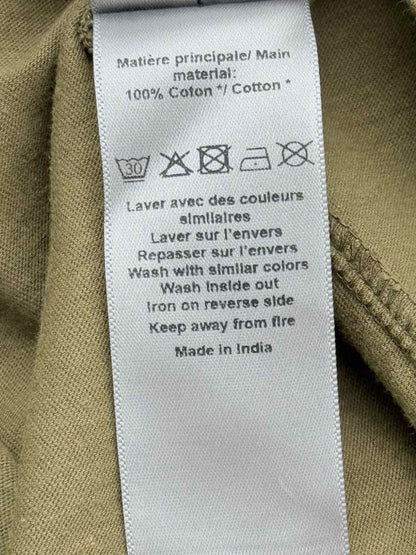 Matière principale/ Main
material:
100% Coton */ Cotton *
30
Laver avec des couleurs
similaires
Laver sur l'envers
Repasser sur l'envers
Wash with similar colors
Wash inside out
Iron on reverse side
Keep away from fire
Made in India